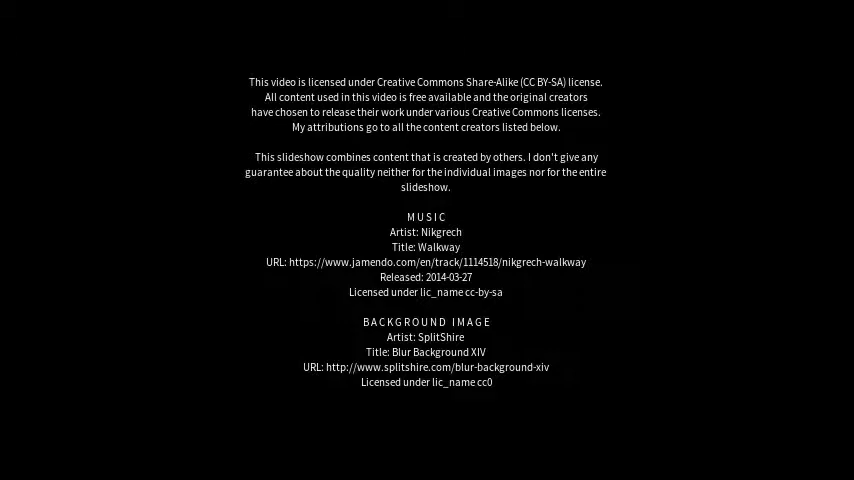 This video is licensed under Creative Commons Share-Alike (CC BY-SA) license.
All content used in this video is free available and the original creators
have chosen to release their work under various Creative Commons licenses.
My attributions go to all the content creators listed below.
This slideshow combines content that is created by others. I don't give any
guarantee about the quality neither for the individual images nor for the entire
slideshow.
MUSIC
Artist: Nikgrech
Title: Walkway
URL: https://www.jamendo.com/en/track/1114518/nikgrech-walkway
Released: 2014-03-27
Licensed under lic_name cc-by-sa
BACKGROUND IMAGE
Artist: SplitShire
Title: Blur Background XIV
URL: http://www.splitshire.com/blur-background-xiv
Licensed under lic_name cc0